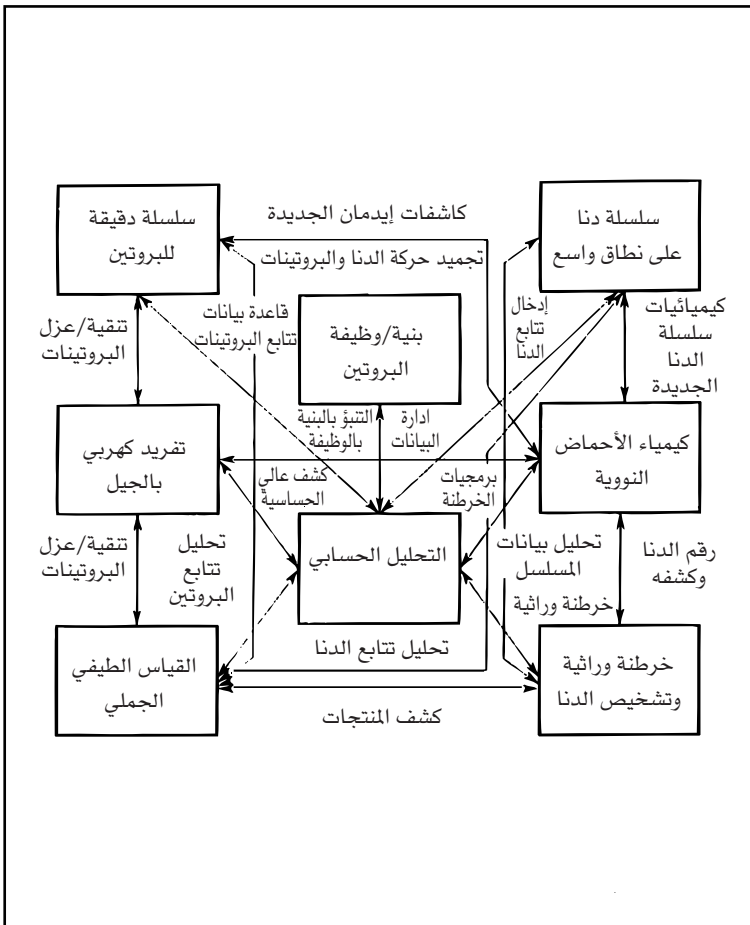 سلسلة دقيقة
للبروتين
كاشفات إيدمان الجديدة
تجميد حركة الدنا والبروتينات
سلسلة دنا
على نطاق واسع
تنقية/عزل
البروتينات
قاعدة بيانات
تتابع البروتينات
بنية/وظيفة
البروتين
إدخال
تتابع
الدنا
كيميائيات
سلسلة
الدنا
الجديدة
تفريد كهربي
بالجيل
التنبؤ بالبنية
بالوظيفة
ادارة
البيانات
كيمياء الأحماض
النووية
كشف عالي
الحساسية
برمجيات
الخرطنة
تنقية/عزل
البروتينات
تحليل
تتابع
البروتين
التحليل الحسابي
تحليل بيانات
المسلسل
خرطنة وراثية
رقم الدنا
وكشفه
القياس الطيفي
الجملي
تحليل تتابع الدنا
خرطنة وراثية
وتشخيص الدنا
كشف المنتجات